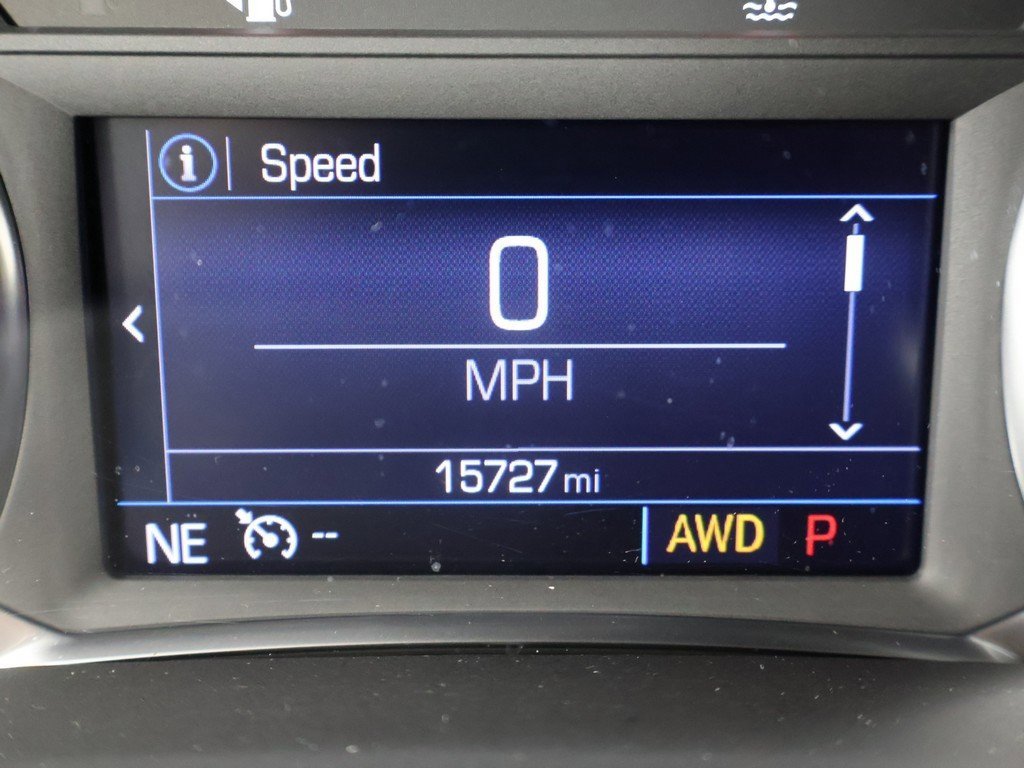 Speed
0
MPH
15727 mi
NE -- AWD P